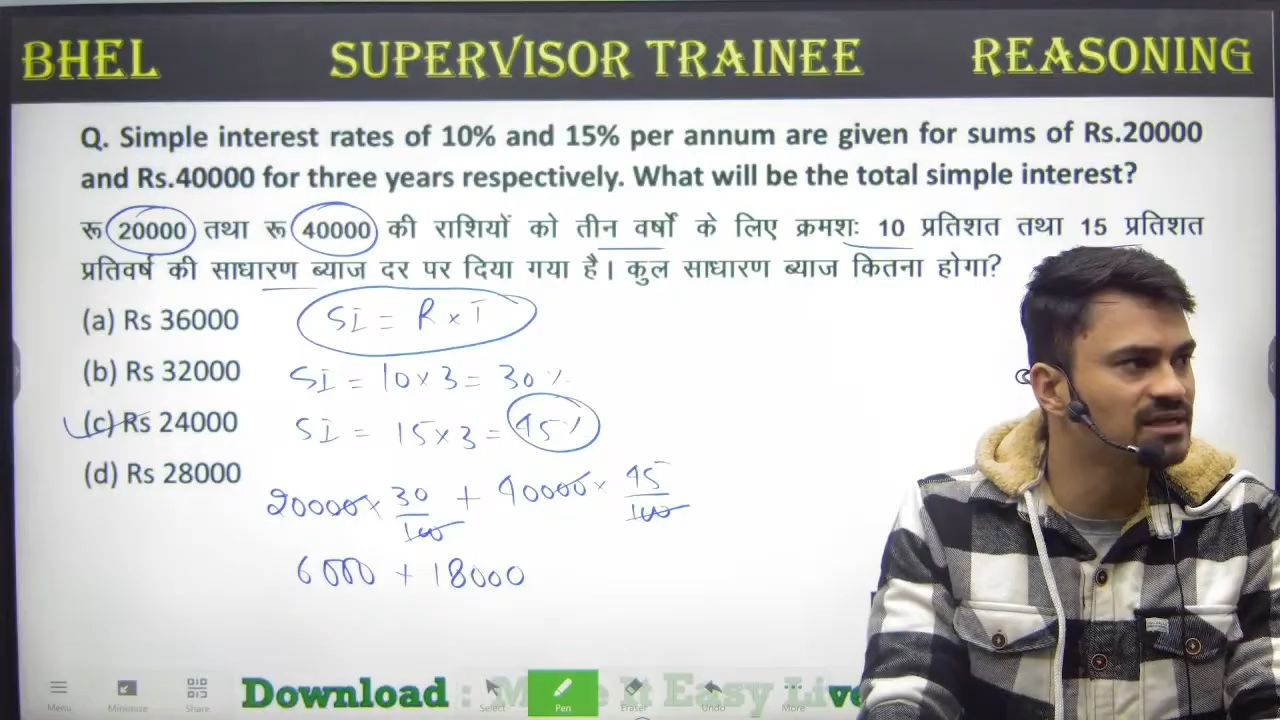 BHEL SUPERVISOR TRAINEE REASONING
Q. Simple interest rates of 10% and 15% per annum are given for sums of Rs.20000
and Rs.40000 for three years respectively. What will be the total simple interest?
रू 20000 तथा रू 40000 की राशियों को तीन वर्षों के लिए क्रमशः 10 प्रतिशत तथा 15 प्रतिशत
प्रतिवर्ष की साधारण ब्याज दर पर दिया गया है। कुल साधारण ब्याज कितना होगा?
(a) Rs 36000
SI = R × T
(b) Rs 32000
SI = 10 × 3 = 30%
(c) Rs 24000
SI = 15 × 3 = 45%
(d) Rs 28000
20000 × 30/100 + 40000 × 45/100
6000 + 18000
Download : Make It Easy Live
Menu Minimize Share Select Pen Eraser Undo More